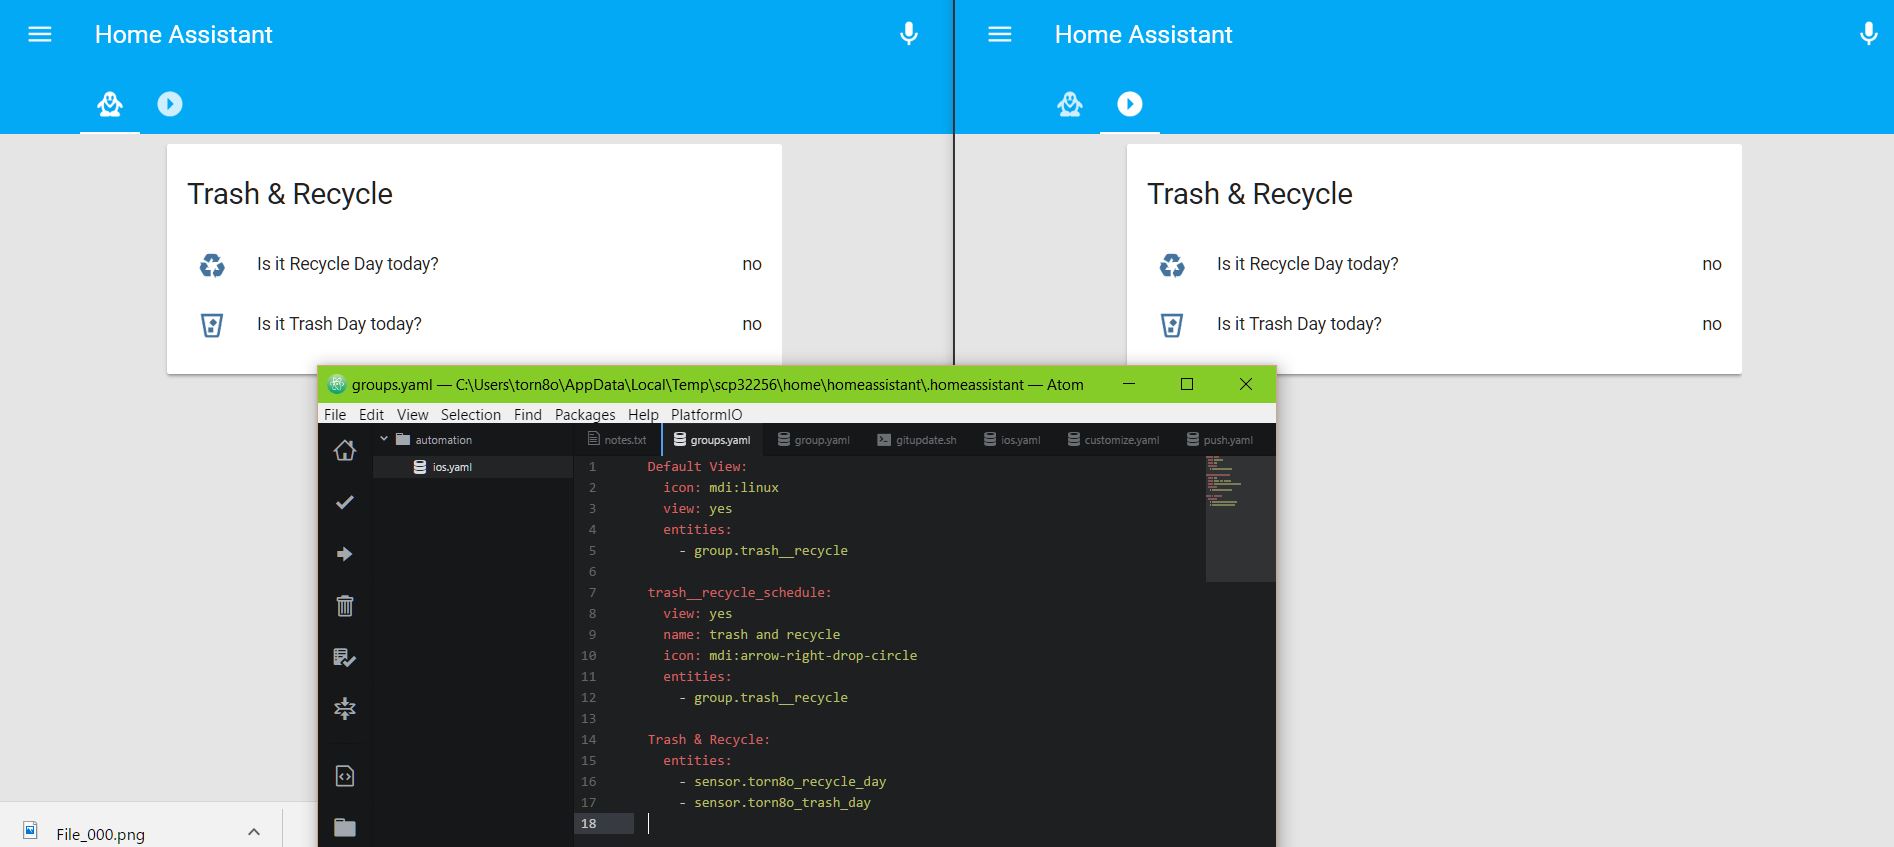 Home Assistant
Trash & Recycle
Is it Recycle Day today? no
Is it Trash Day today? no
Home Assistant
Trash & Recycle
Is it Recycle Day today? no
Is it Trash Day today? no
groups.yaml — C:\Users\torn8o\AppData\Local\Temp\scp32256\home\homeassistant\.homeassistant — Atom
File Edit View Selection Find Packages Help PlatformIO
automation
ios.yaml
notes.txt groups.yaml group.yaml gitupdate.sh ios.yaml customize.yaml push.yaml
1 Default View:
2 icon: mdi:linux
3 view: yes
4 entities:
5 - group.trash__recycle
6
7 trash__recycle_schedule:
8 view: yes
9 name: trash and recycle
10 icon: mdi:arrow-right-drop-circle
11 entities:
12 - group.trash__recycle
13
14 Trash & Recycle:
15 entities:
16 - sensor.torn8o_recycle_day
17 - sensor.torn8o_trash_day
18
File_000.png